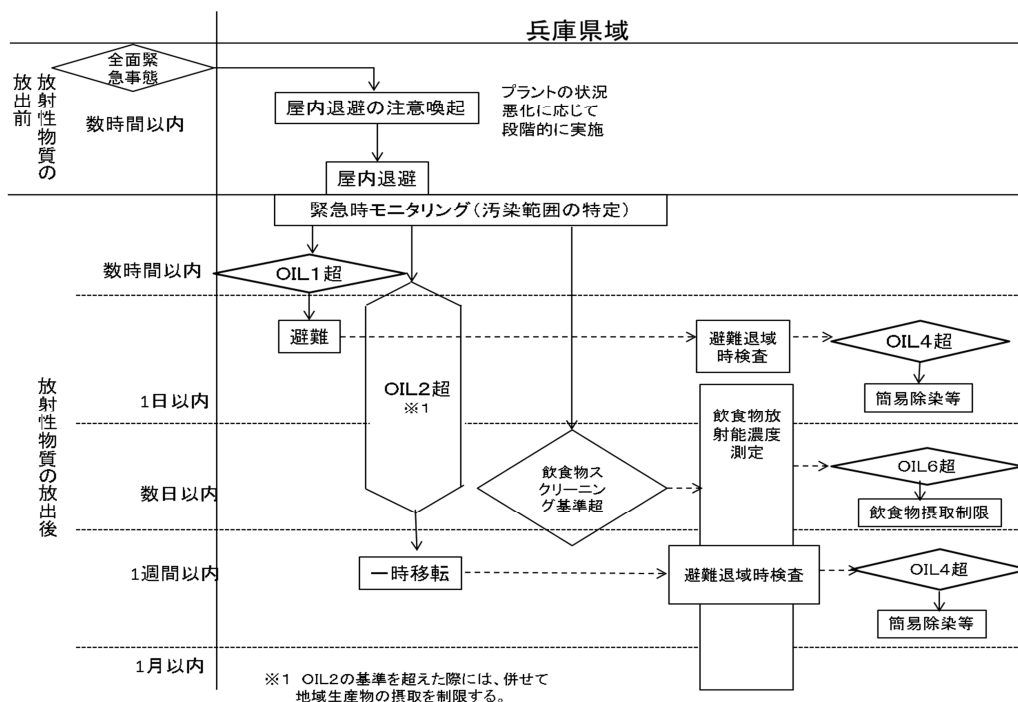 兵庫県域
放射性物質の
放出前
全面緊
急事態
数時間以内
屋内退避の注意喚起
プラントの状況
悪化に応じて
段階的に実施
屋内退避
緊急時モニタリング(汚染範囲の特定)
放射性物質の放出後
数時間以内
OIL1超
避難
避難退域
時検査
OIL4超
簡易除染等
1日以内
OIL2超
※1
飲食物放
射能濃度
測定
数日以内
飲食物ス
クリーニン
グ基準超
OIL6超
飲食物摂取制限
1週間以内
一時移転
避難退域時検査
OIL4超
簡易除染等
1月以内
※1 OIL2の基準を超えた際には、併せて
地域生産物の摂取を制限する。